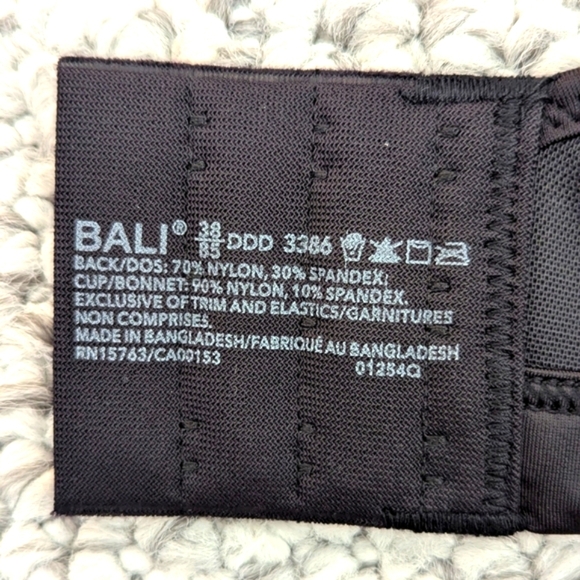 BALI® 38/85 DDD 3386
BACK/DOS: 70% NYLON, 30% SPANDEX;
CUP/BONNET: 90% NYLON, 10% SPANDEX.
EXCLUSIVE OF TRIM AND ELASTICS/GARNITURES
NON COMPRISES.
MADE IN BANGLADESH/FABRIQUÉ AU BANGLADESH
RN15763/CA00153 01254Q